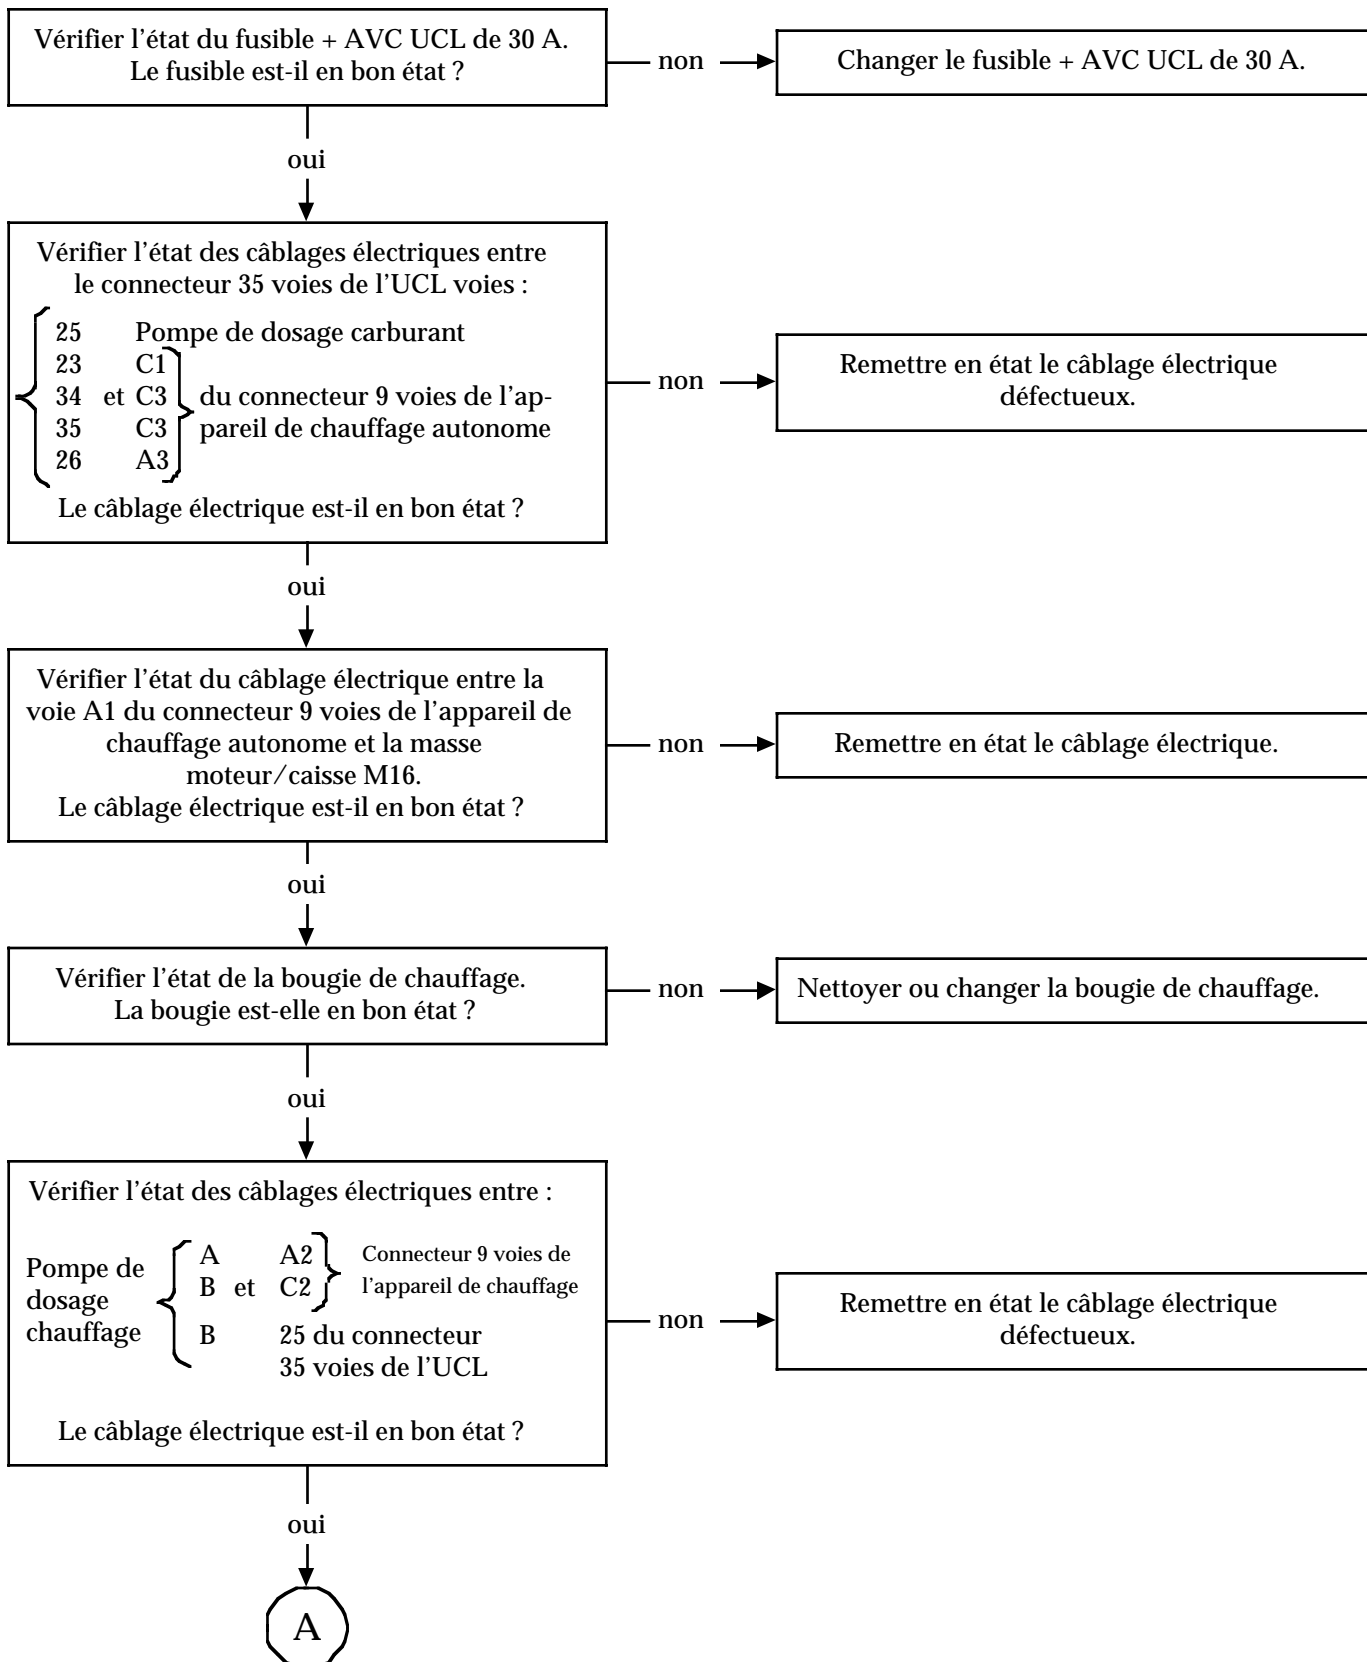 Vérifier l'état du fusible + AVC UCL de 30 A.
Le fusible est-il en bon état ?
non
Changer le fusible + AVC UCL de 30 A.
oui
Vérifier l'état des câblages électriques entre
le connecteur 35 voies de l'UCL voies :
25 Pompe de dosage carburant
23 C1
34 et C3 du connecteur 9 voies de l'ap-
35 C3 pareil de chauffage autonome
26 A3
Le câblage électrique est-il en bon état ?
non
Remettre en état le câblage électrique
défectueux.
oui
Vérifier l'état du câblage électrique entre la
voie A1 du connecteur 9 voies de l'appareil de
chauffage autonome et la masse
moteur/caisse M16.
Le câblage électrique est-il en bon état ?
non
Remettre en état le câblage électrique.
oui
Vérifier l'état de la bougie de chauffage.
La bougie est-elle en bon état ?
non
Nettoyer ou changer la bougie de chauffage.
oui
Vérifier l'état des câblages électriques entre :
Pompe de
dosage
chauffage
A A2 Connecteur 9 voies de
B et C2 l'appareil de chauffage
B 25 du connecteur
35 voies de l'UCL
Le câblage électrique est-il en bon état ?
non
Remettre en état le câblage électrique
défectueux.
oui
A